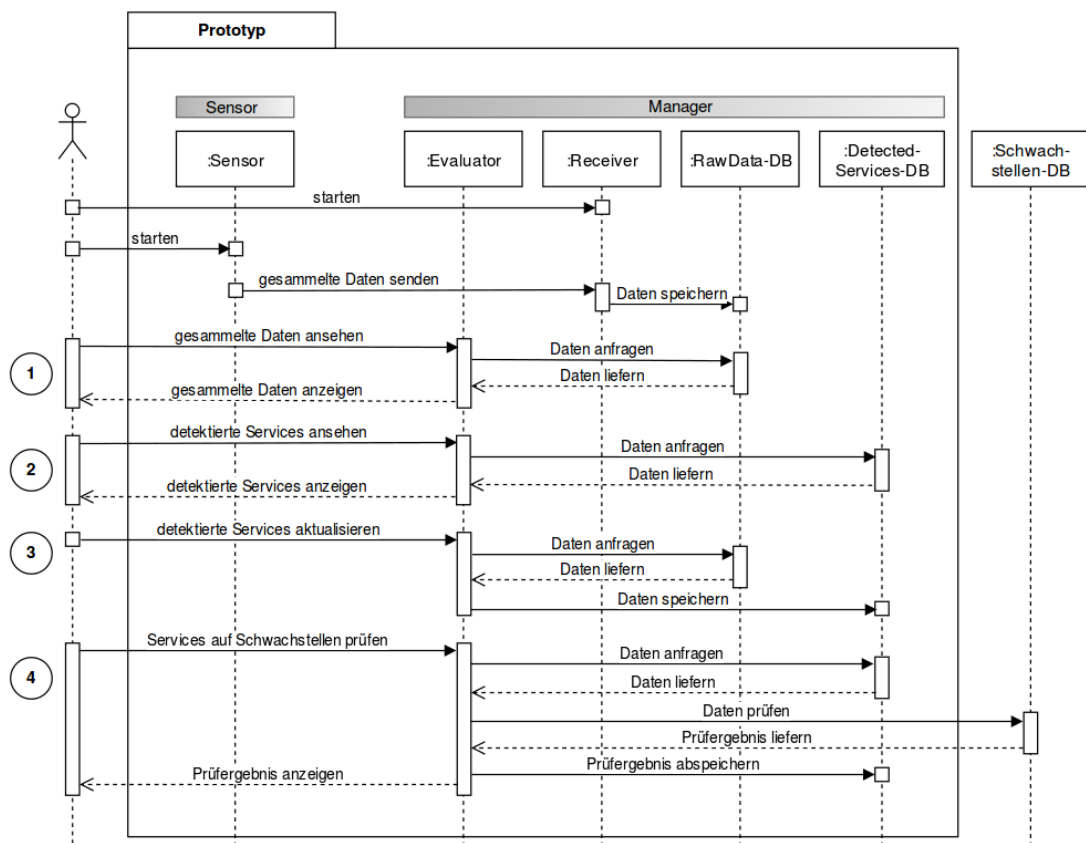 Prototyp
Sensor
Manager
:Sensor
:Evaluator
:Receiver
:RawData-DB
:Detected-
Services-DB
:Schwach-
stellen-DB
starten
starten
gesammelte Daten senden
Daten speichern
1
gesammelte Daten ansehen
Daten anfragen
Daten liefern
gesammelte Daten anzeigen
2
detektierte Services ansehen
Daten anfragen
Daten liefern
detektierte Services anzeigen
3
detektierte Services aktualisieren
Daten anfragen
Daten liefern
Daten speichern
4
Services auf Schwachstellen prüfen
Daten anfragen
Daten liefern
Daten prüfen
Prüfergebnis liefern
Prüfergebnis abspeichern
Prüfergebnis anzeigen